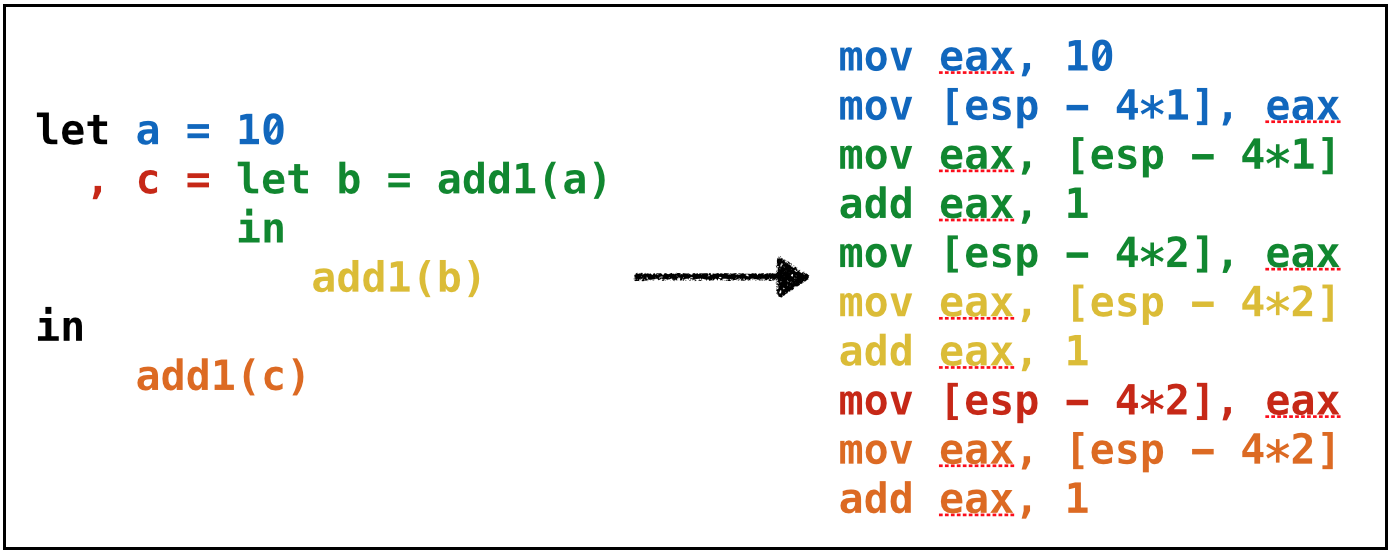 let a = 10
, c = let b = add1(a)
in
add1(b)
in
add1(c)
mov eax, 10
mov [esp - 4*1], eax
mov eax, [esp - 4*1]
add eax, 1
mov [esp - 4*2], eax
mov eax, [esp - 4*2]
add eax, 1
mov [esp - 4*2], eax
mov eax, [esp - 4*2]
add eax, 1